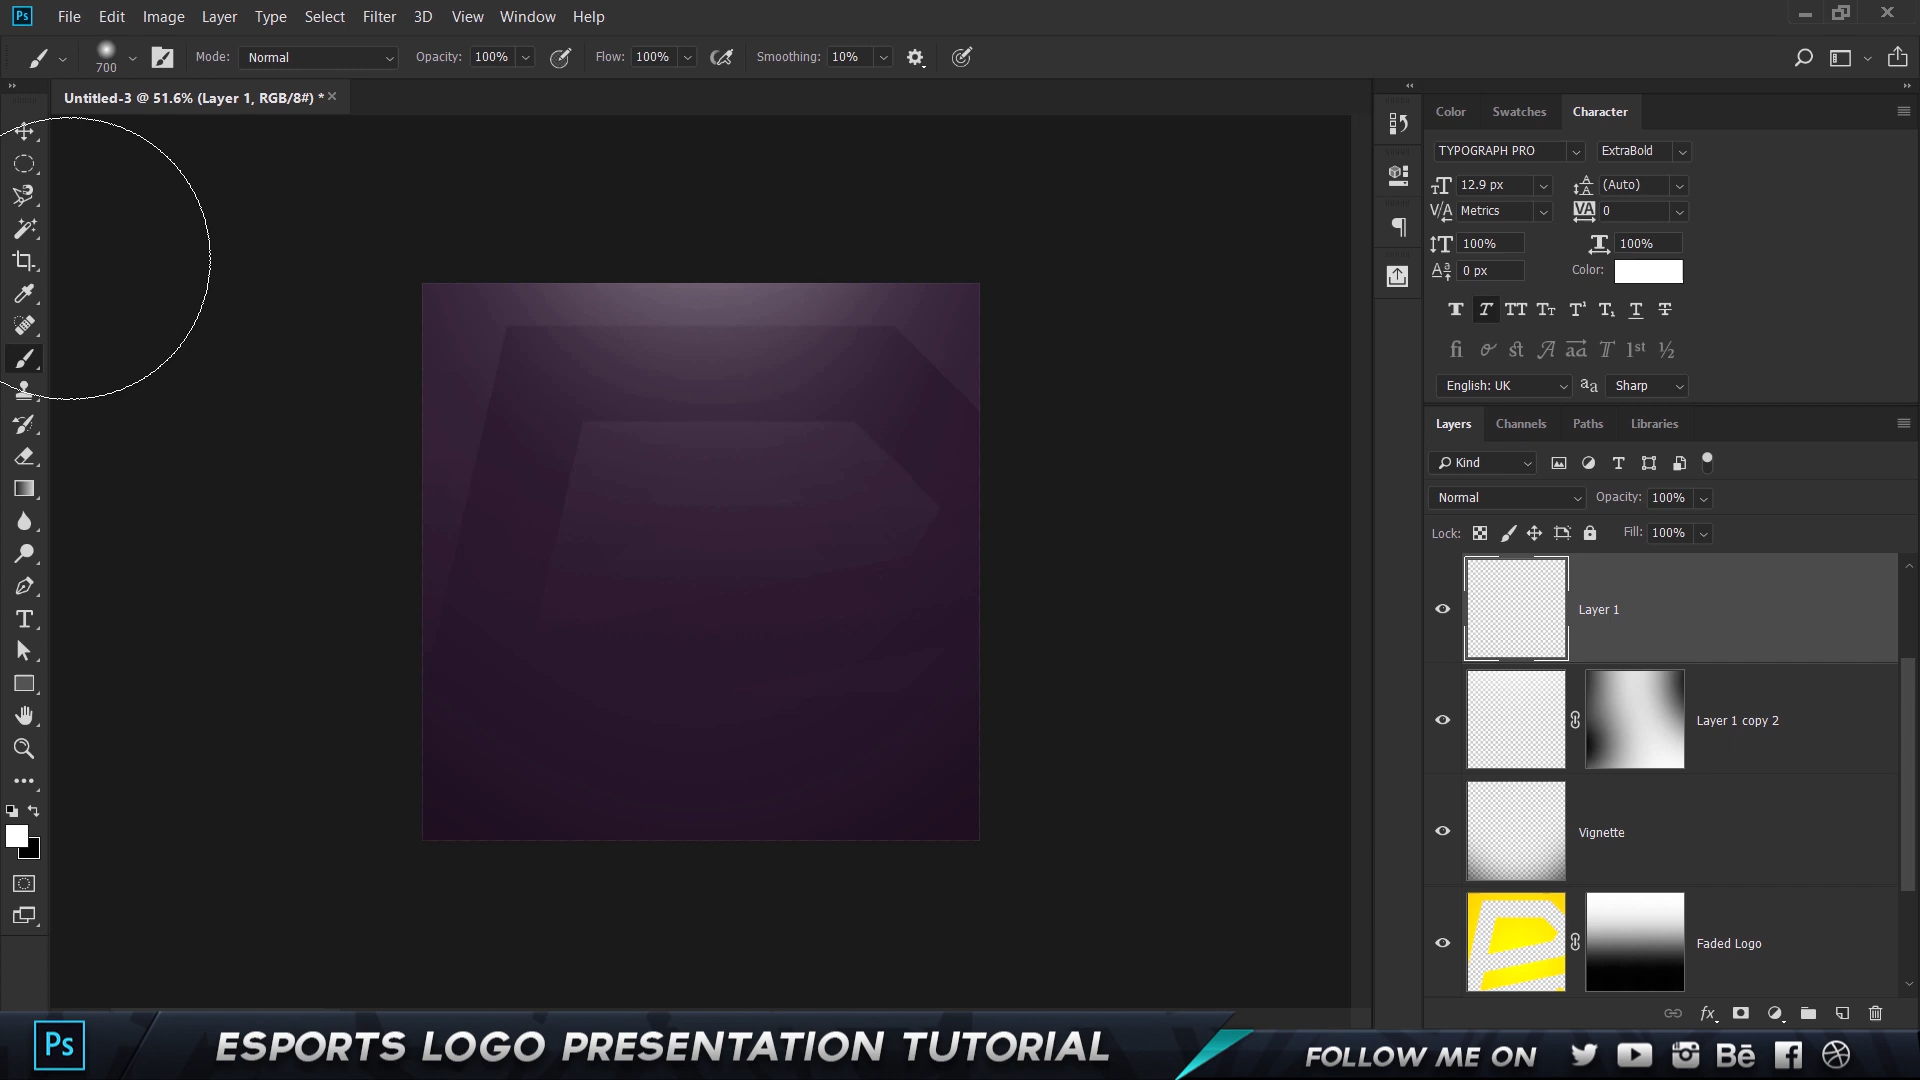 Ps File Edit Image Layer Type Select Filter 3D View Window Help
700 Mode: Normal Opacity: 100% Flow: 100% Smoothing: 10%
Untitled-3 @ 51.6% (Layer 1, RGB/8#) *
Color Swatches Character
TYPOGRAPH PRO ExtraBold
12.9 px (Auto)
Metrics 0
100% 100%
0 px Color:
English: UK Sharp
Layers Channels Paths Libraries
Kind
Normal Opacity: 100%
Lock: Fill: 100%
Layer 1
Layer 1 copy 2
Vignette
Faded Logo
Ps ESPORTS LOGO PRESENTATION TUTORIAL FOLLOW ME ON Bē